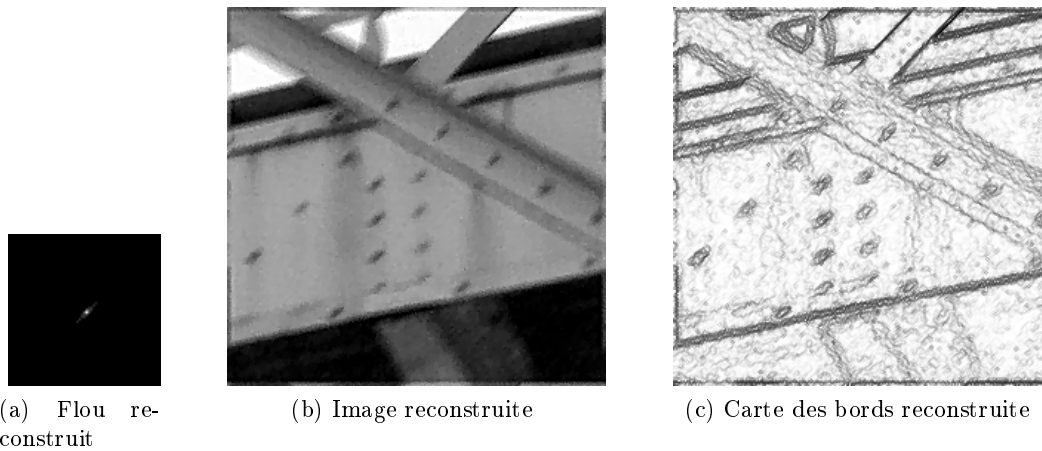 (a) Flou re-
construit
(b) Image reconstruite
(c) Carte des bords reconstruite